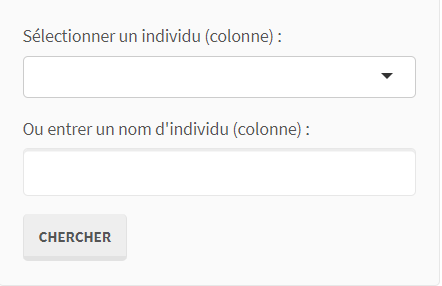 Sélectionner un individu (colonne) :
Ou entrer un nom d'individu (colonne) :
CHERCHER